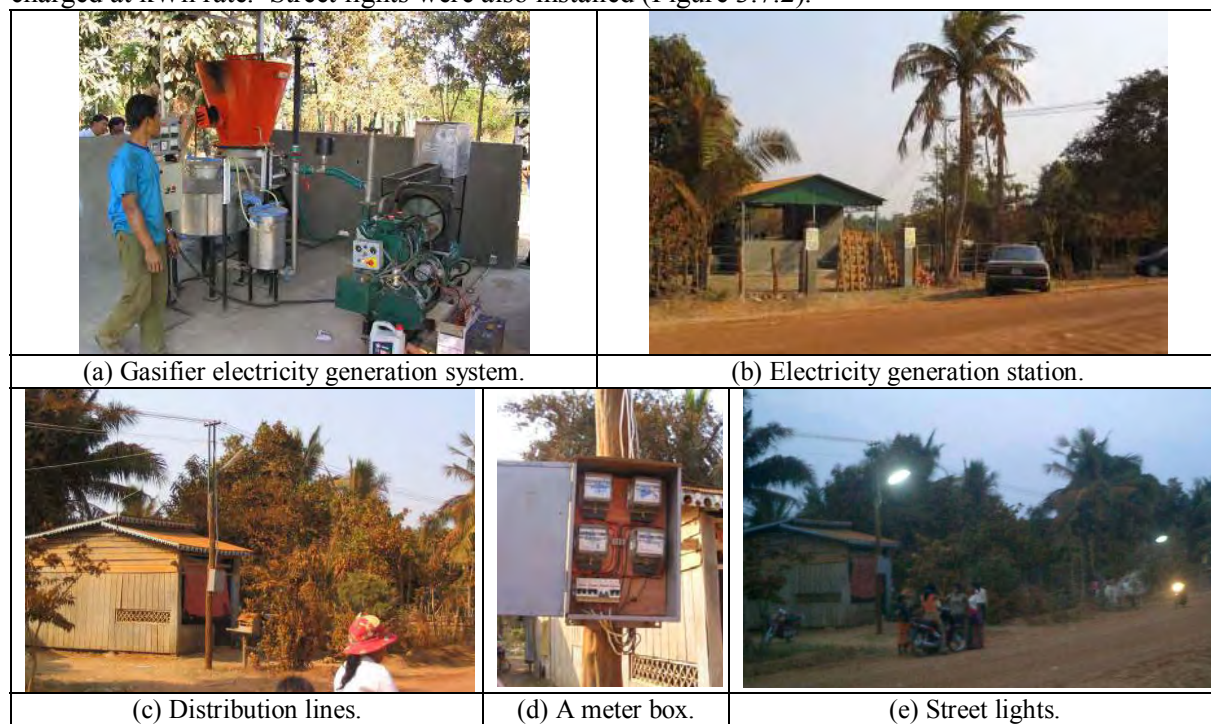 charged at kWh rate. Street lights were also installed (Figure 3.7.2).
(a) Gasifier electricity generation system.
(b) Electricity generation station.
(c) Distribution lines.
(d) A meter box.
(e) Street lights.